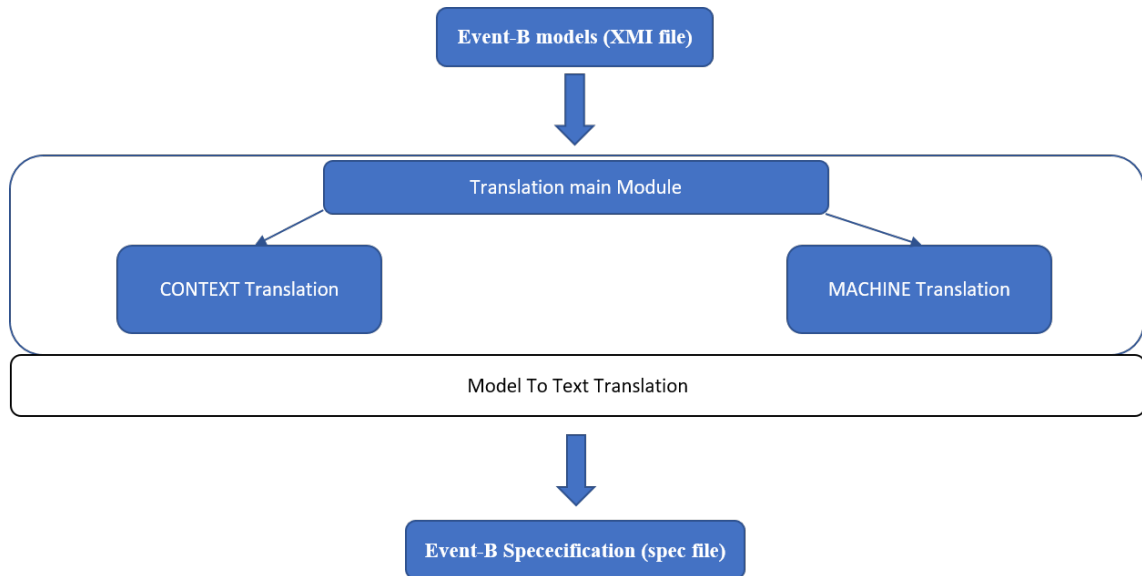 Event-B models (XMI file)
Translation main Module
CONTEXT Translation
MACHINE Translation
Model To Text Translation
Event-B Spececification (spec file)